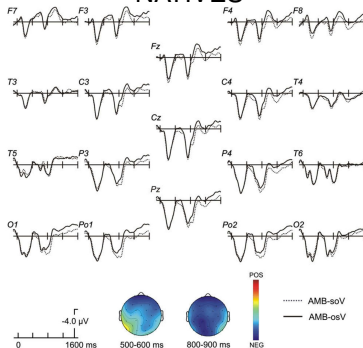 NATIVES
F7 F3 F4 F8
Fz
T3 C3 C4 T4
Cz
T5 P3 P4 T6
Pz
O1 Po1 Po2 O2
POS
AMB-soV
-4.0 µV
AMB-osV
NEG
0 1600 ms 500-600 ms 800-900 ms